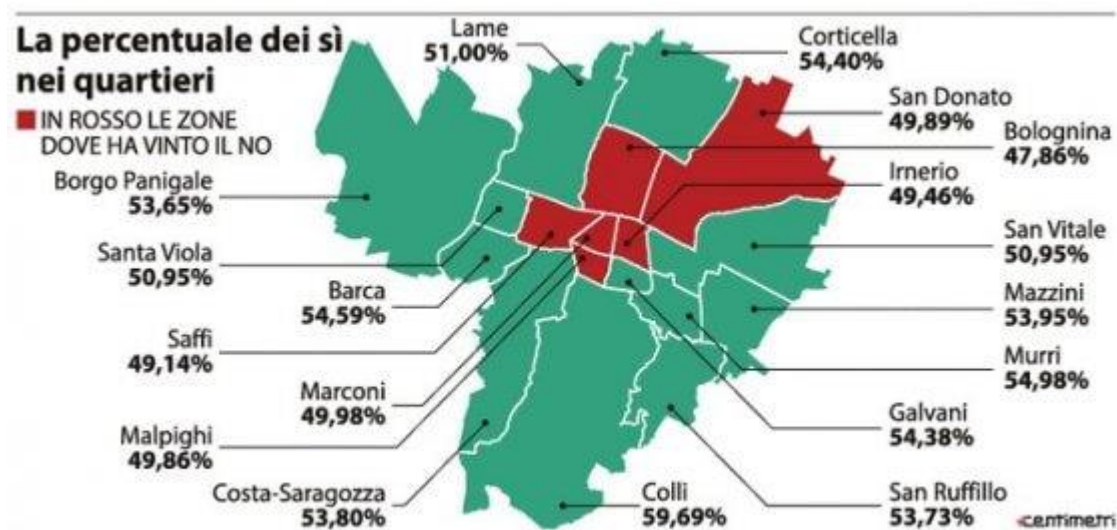 La percentuale dei sì
nei quartieri
IN ROSSO LE ZONE
DOVE HA VINTO IL NO
Lame
51,00%
Corticella
54,40%
San Donato
49,89%
Bolognina
47,86%
Irnerio
49,46%
Borgo Panigale
53,65%
San Vitale
50,95%
Santa Viola
50,95%
Barca
54,59%
Mazzini
53,95%
Saffi
49,14%
Murri
54,98%
Marconi
49,98%
Galvani
54,38%
Malpighi
49,86%
Costa-Saragozza
53,80%
Colli
59,69%
San Ruffillo
53,73%
centimetri